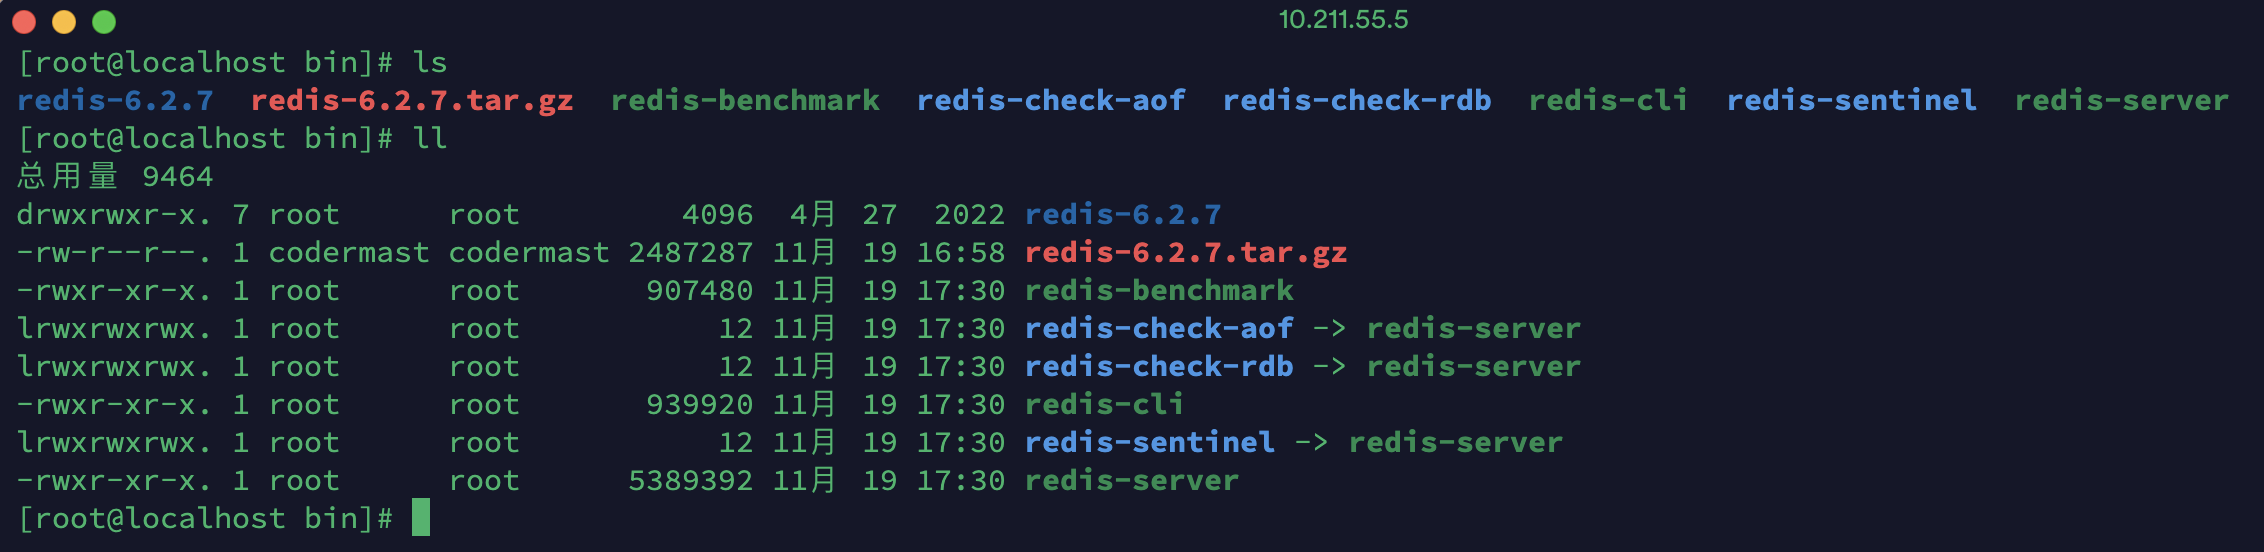 10.211.55.5
[root@localhost bin]# ls
redis-6.2.7  redis-6.2.7.tar.gz  redis-benchmark  redis-check-aof  redis-check-rdb  redis-cli  redis-sentinel  redis-server
[root@localhost bin]# ll
总用量 9464
drwxrwxr-x. 7 root      root         4096  4月 27  2022 redis-6.2.7
-rw-r--r--. 1 codermast codermast 2487287 11月 19 16:58 redis-6.2.7.tar.gz
-rwxr-xr-x. 1 root      root       907480 11月 19 17:30 redis-benchmark
lrwxrwxrwx. 1 root      root           12 11月 19 17:30 redis-check-aof -> redis-server
lrwxrwxrwx. 1 root      root           12 11月 19 17:30 redis-check-rdb -> redis-server
-rwxr-xr-x. 1 root      root       939920 11月 19 17:30 redis-cli
lrwxrwxrwx. 1 root      root           12 11月 19 17:30 redis-sentinel -> redis-server
-rwxr-xr-x. 1 root      root      5389392 11月 19 17:30 redis-server
[root@localhost bin]#